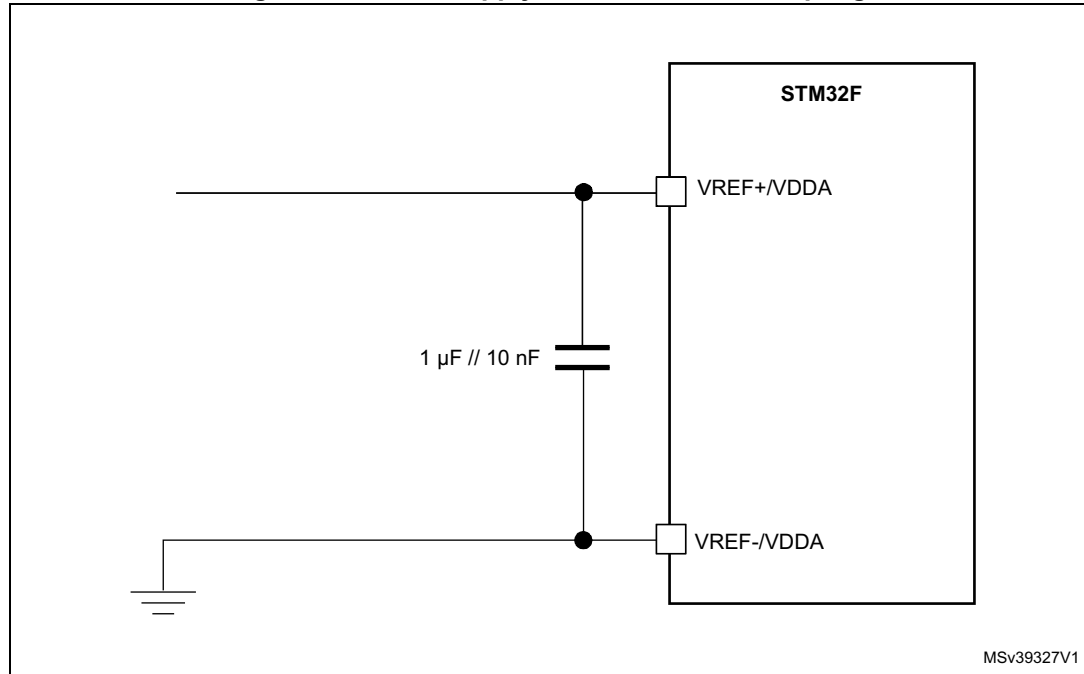 STM32F
VREF+/VDDA
1 µF // 10 nF
VREF-/VDDA
MSv39327V1